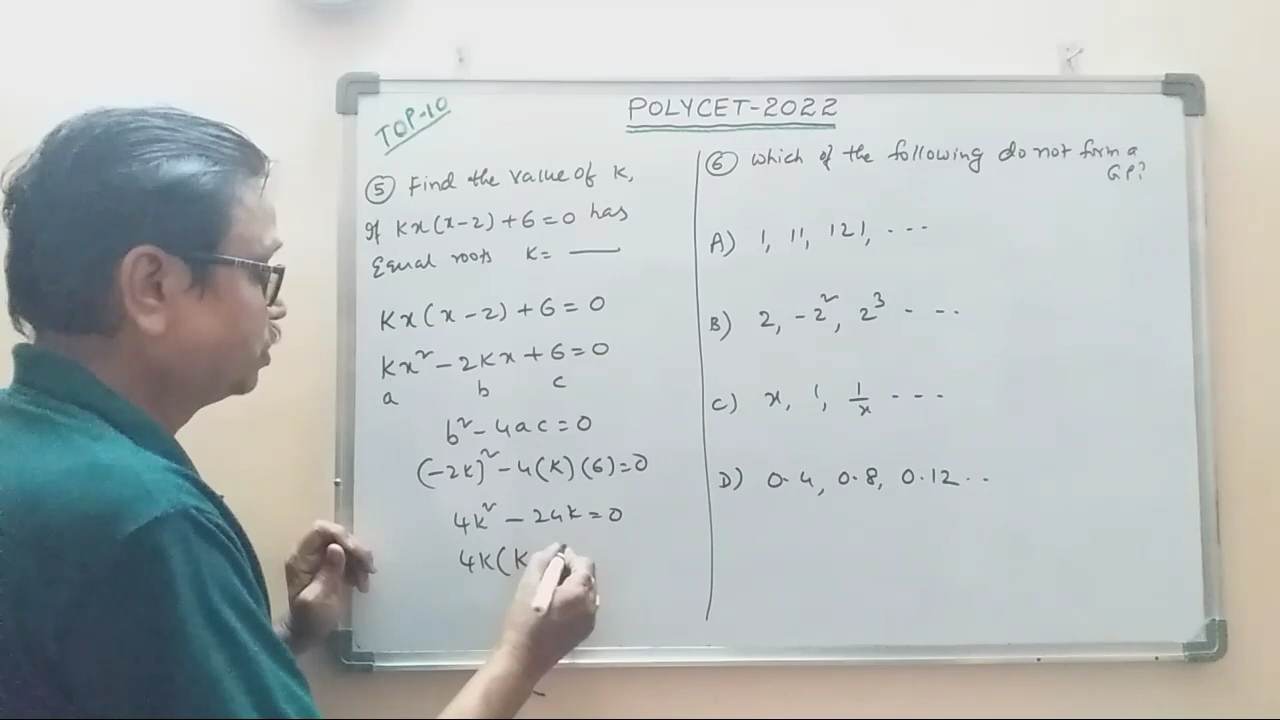 TOP-10
POLYCET-2022
⑤ Find the value of k,
If kx(x-2)+6=0 has
Equal roots k= ___
kx(x-2)+6=0
kx²-2kx+6=0
a b c
b²-4ac=0
(-2k)²-4(k)(6)=0
4k²-24k=0
4k(k
⑥ which of the following do not form a
G.P?
A) 1, 11, 121, ...
B) 2, -2², 2³ ...
C) x, 1, 1/x ...
D) 0.4, 0.8, 0.12..